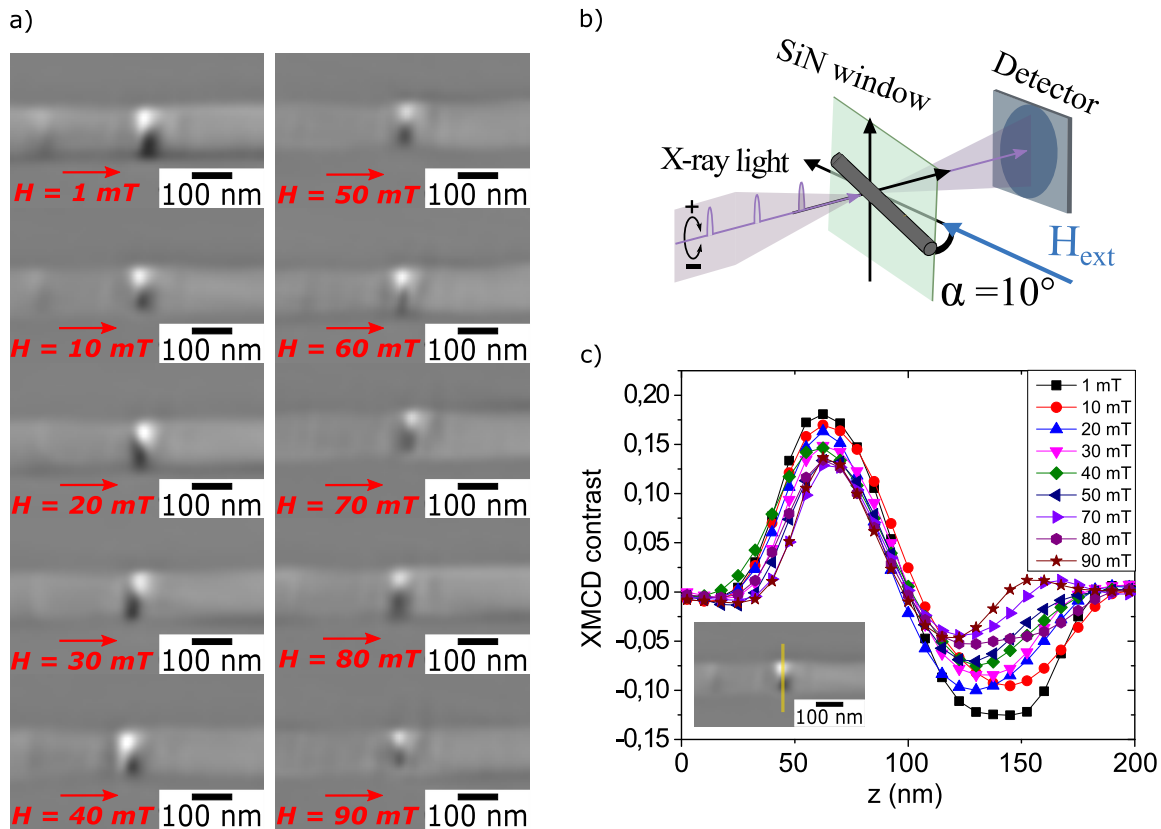 a)
H = 1 mT
100 nm
H = 50 mT
100 nm
H = 10 mT
100 nm
H = 60 mT
100 nm
H = 20 mT
100 nm
H = 70 mT
100 nm
H = 30 mT
100 nm
H = 80 mT
100 nm
H = 40 mT
100 nm
H = 90 mT
100 nm
b)
SiN window
Detector
X-ray light
+
-
Hext
α =10°
c)
XMCD contrast
0,20
0,15
0,10
0,05
0,00
-0,05
-0,10
-0,15
0
50
100
150
200
z (nm)
1 mT
10 mT
20 mT
30 mT
40 mT
50 mT
70 mT
80 mT
90 mT
100 nm